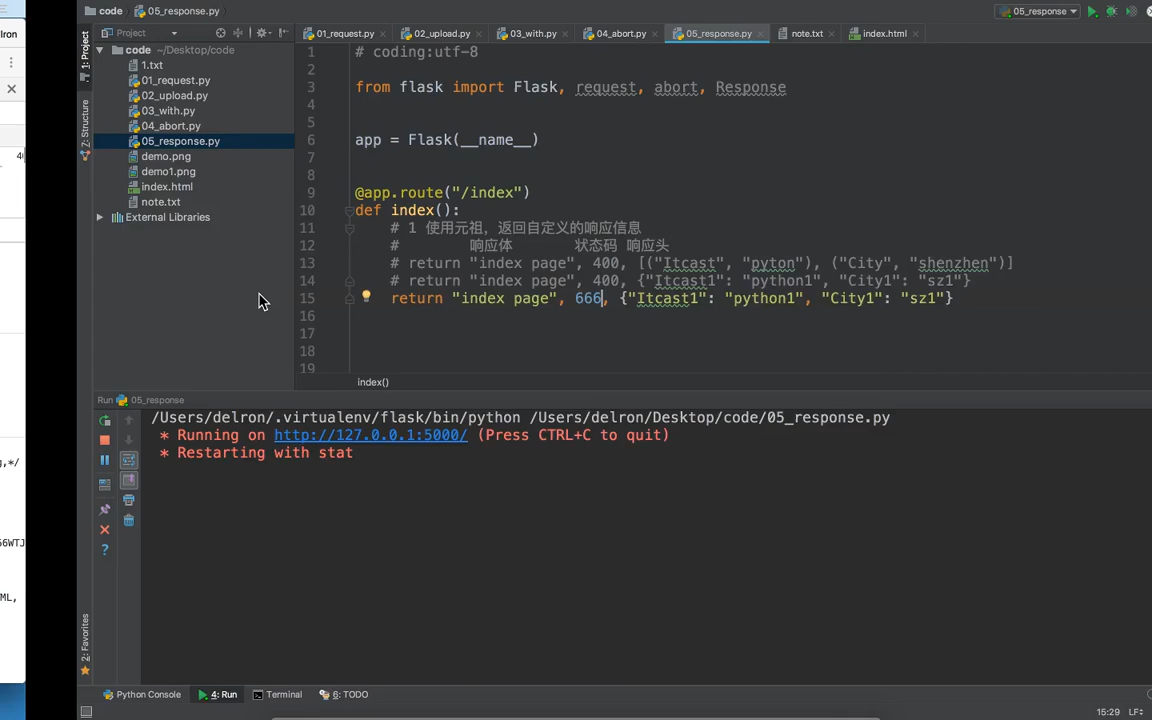 lron
code 05_response.py
05_response
Project
01_request.py 02_upload.py 03_with.py 04_abort.py 05_response.py note.txt index.html
1: Project
Z: Structure
2: Favorites
code ~/Desktop/code
1.txt
01_request.py
02_upload.py
03_with.py
04_abort.py
05_response.py
demo.png
demo1.png
index.html
note.txt
External Libraries
1 # coding:utf-8
2
3 from flask import Flask, request, abort, Response
4
5
6 app = Flask(__name__)
7
8
9 @app.route("/index")
10 def index():
11 # 1 使用元祖，返回自定义的响应信息
12 # 响应体 状态码 响应头
13 # return "index page", 400, [("Itcast", "pyton"), ("City", "shenzhen")]
14 # return "index page", 400, {"Itcast1": "python1", "City1": "sz1"}
15 return "index page", 666, {"Itcast1": "python1", "City1": "sz1"}
16
17
18
19
index()
Run 05_response
/Users/delron/.virtualenv/flask/bin/python /Users/delron/Desktop/code/05_response.py
* Running on http://127.0.0.1:5000/ (Press CTRL+C to quit)
* Restarting with stat
g,*/
66WTJ
ML,
Python Console 4: Run Terminal 6: TODO
15:29 LF÷